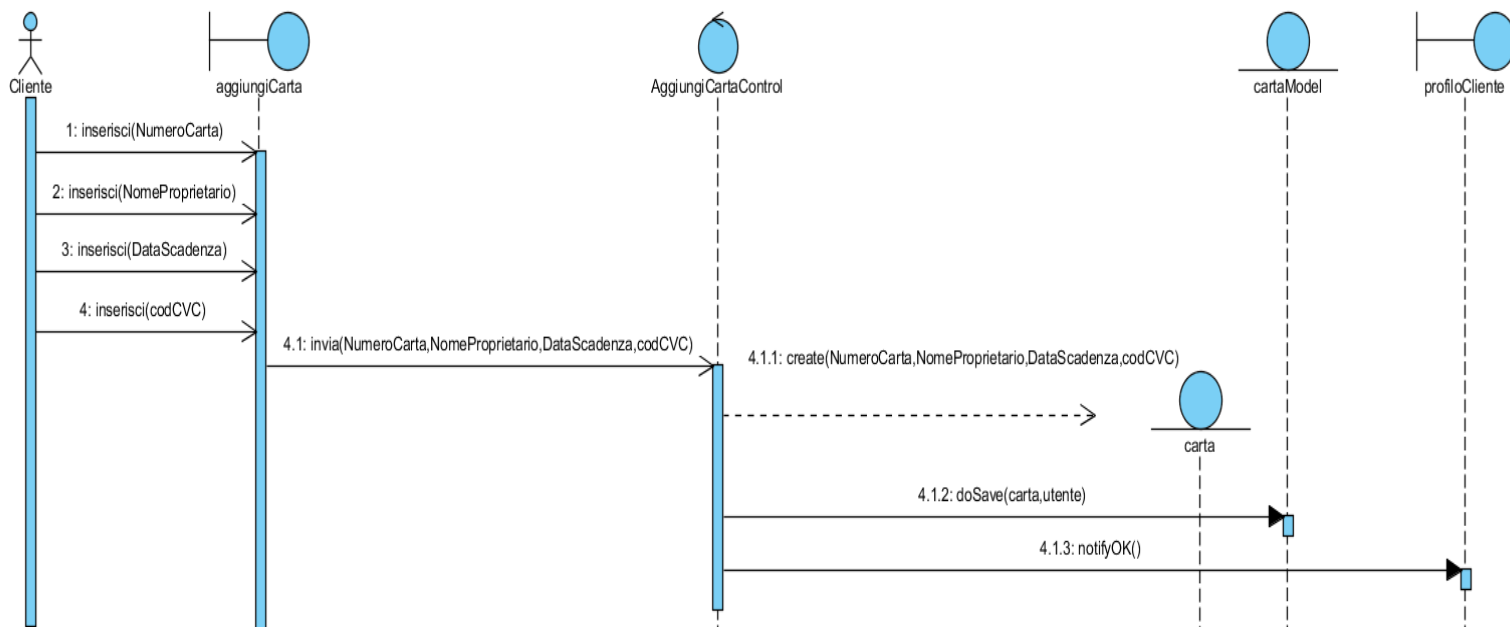 Cliente
aggiungiCarta
AggiungiCartaControl
cartaModel
profiloCliente
1: inserisci(NumeroCarta)
2: inserisci(NomeProprietario)
3: inserisci(DataScadenza)
4: inserisci(codCVC)
4.1: invia(NumeroCarta,NomeProprietario,DataScadenza,codCVC)
4.1.1: create(NumeroCarta,NomeProprietario,DataScadenza,codCVC)
carta
4.1.2: doSave(carta,utente)
4.1.3: notifyOK()